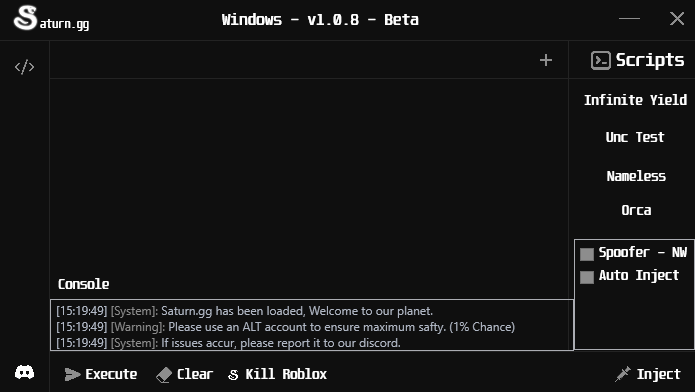 Saturn.gg
Windows - v1.0.8 - Beta
Scripts
Infinite Yield
Unc Test
Nameless
Orca
Spoofer - NW
Auto Inject
Console
[15:19:49] [System]: Saturn.gg has been loaded, Welcome to our planet.
[15:19:49] [Warning]: Please use an ALT account to ensure maximum safty. (1% Chance)
[15:19:49] [System]: If issues accur, please report it to our discord.
Execute
Clear
Kill Roblox
Inject